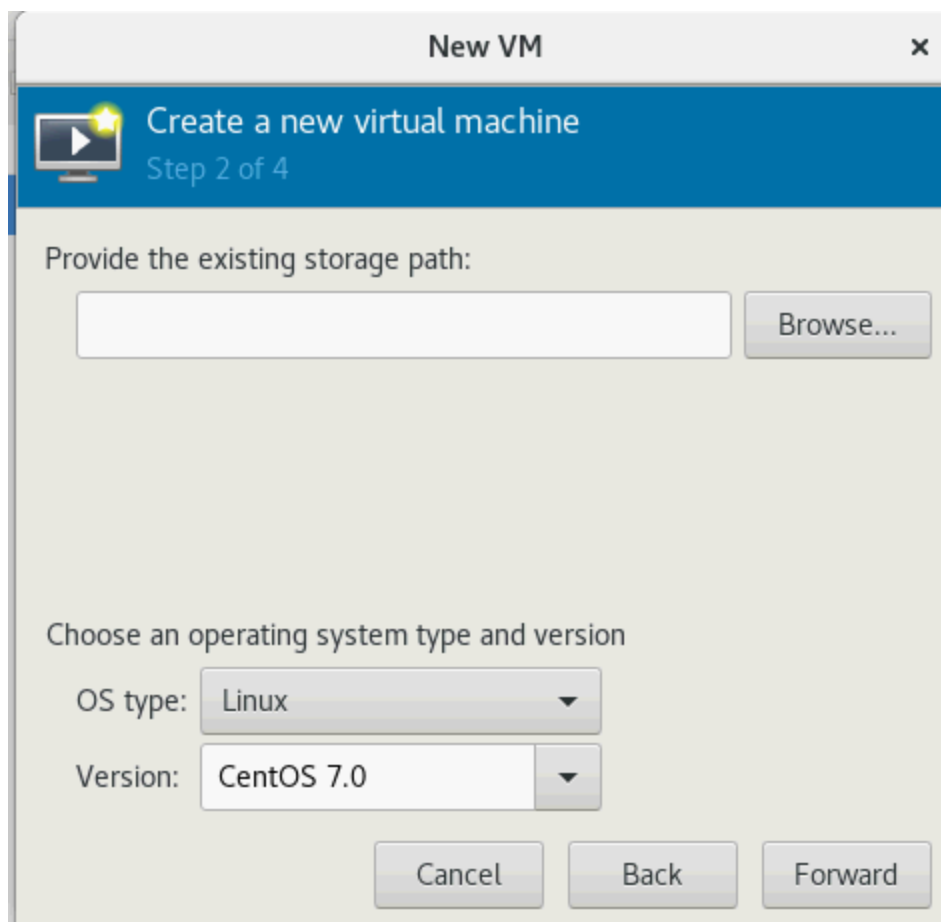 New VM ×
Create a new virtual machine
Step 2 of 4
Provide the existing storage path:
Browse...
Choose an operating system type and version
OS type: Linux
Version: CentOS 7.0
Cancel Back Forward